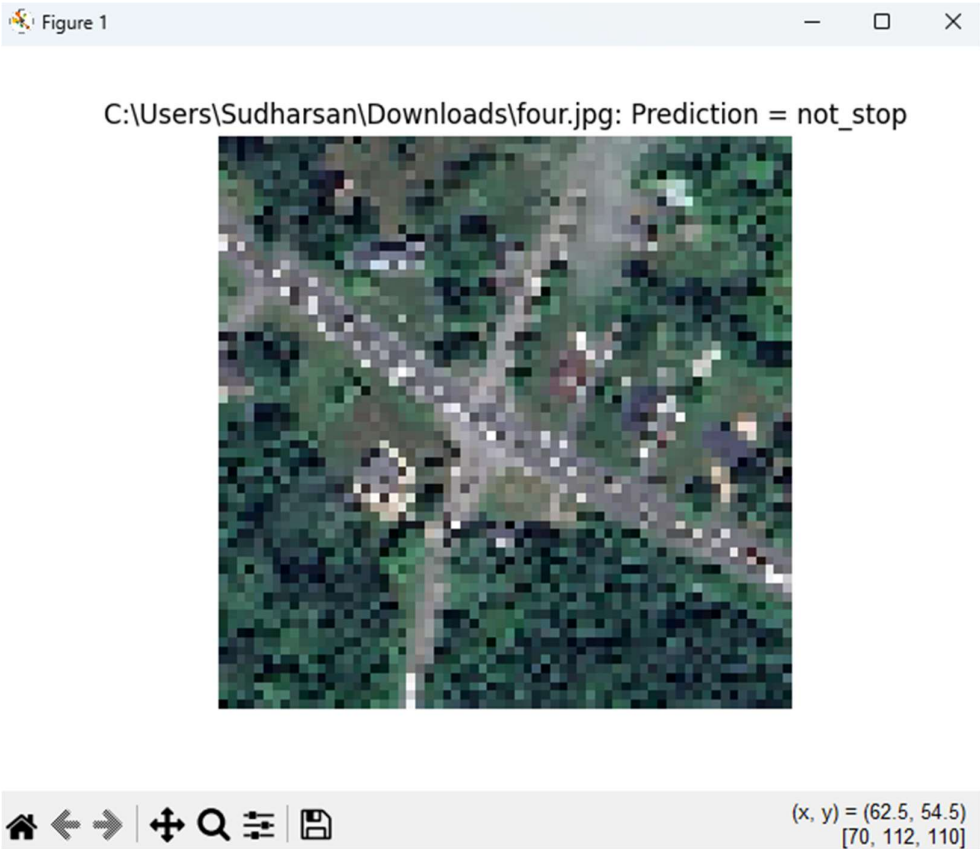 Figure 1
C:\Users\Sudharsan\Downloads\four.jpg: Prediction = not_stop
(x, y) = (62.5, 54.5)
[70, 112, 110]